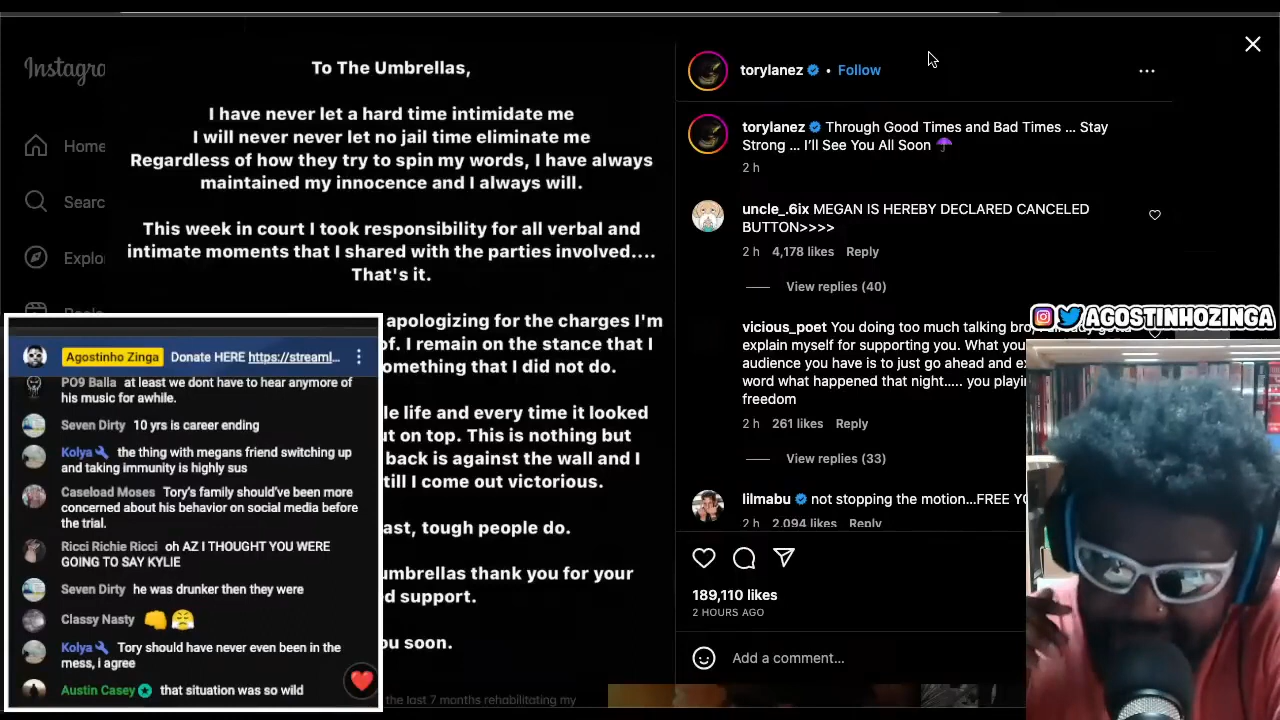 Instagra
Home
Searc
Explo
To The Umbrellas,
I have never let a hard time intimidate me
I will never never let no jail time eliminate me
Regardless of how they try to spin my words, I have always
maintained my innocence and I always will.
This week in court I took responsibility for all verbal and
intimate moments that I shared with the parties involved....
That's it.
apologizing for the charges I'm
of. I remain on the stance that I
omething that I did not do.
le life and every time it looked
ut on top. This is nothing but
back is against the wall and I
till I come out victorious.
ast, tough people do.
umbrellas thank you for your
d support.
ou soon.
the last 7 months rehabilitating my
Agostinho Zinga Donate HERE https://streaml...
PO9 Balla at least we dont have to hear anymore of
his music for awhile.
Seven Dirty 10 yrs is career ending
Kolya the thing with megans friend switching up
and taking immunity is highly sus
Caseload Moses Tory's family should've been more
concerned about his behavior on social media before
the trial.
Ricci Richie Ricci oh AZ I THOUGHT YOU WERE
GOING TO SAY KYLIE
Seven Dirty he was drunker then they were
Classy Nasty 👊 😤
Kolya Tory should have never even been in the
mess, i agree
Austin Casey that situation was so wild
torylanez • Follow
torylanez Through Good Times and Bad Times ... Stay
Strong ... I'll See You All Soon ☂
2 h
uncle_.6ix MEGAN IS HEREBY DECLARED CANCELED
BUTTON>>>>
2 h 4,178 likes Reply
View replies (40)
vicious_poet You doing too much talking bro
explain myself for supporting you. What you
audience you have is to just go ahead and ex
word what happened that night..... you playin
freedom
2 h 261 likes Reply
View replies (33)
lilmabu not stopping the motion...FREE YO
2 h 2,094 likes Reply
189,110 likes
2 HOURS AGO
Add a comment...
@AGOSTINHOZINGA